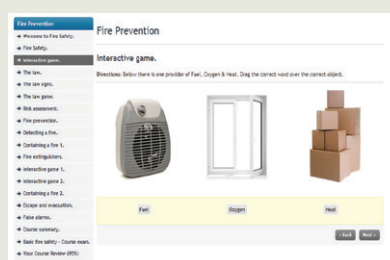 Fire Prevention
➔ Welcome to Fire Safety.
➔ Fire Safety.
➔ Interactive game.
➔ The law.
➔ The law signs.
➔ The law game.
➔ Risk assessment.
➔ Fire prevention.
➔ Detecting a fire.
➔ Containing a fire 1.
➔ Fire extinguishers.
➔ Interactive game 1.
➔ Interactive game 2.
➔ Containing a fire 2.
➔ Escape and evacuation.
➔ False alarms.
➔ Course summary.
➔ Basic fire safety - Course exam.
➔ Your Course Review (95%)
Fire Prevention
Interactive game.
Directions: Below there is one provider of Fuel, Oxygen & Heat. Drag the correct word over the correct object.
Fuel
Oxygen
Heat
‹ Back
Next ›